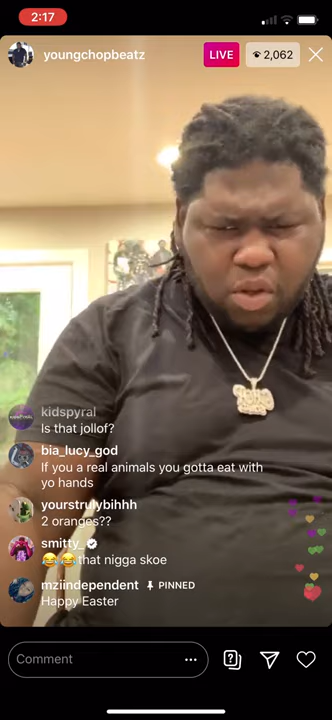 2:17
youngchopbeatz
LIVE
2,062
kidspyral
Is that jollof?
bia_lucy_god
If you a real animals you gotta eat with
yo hands
yourstrulybihhh
2 oranges??
smitty_
😂😂 that nigga skoe
mziindependent PINNED
Happy Easter
Comment